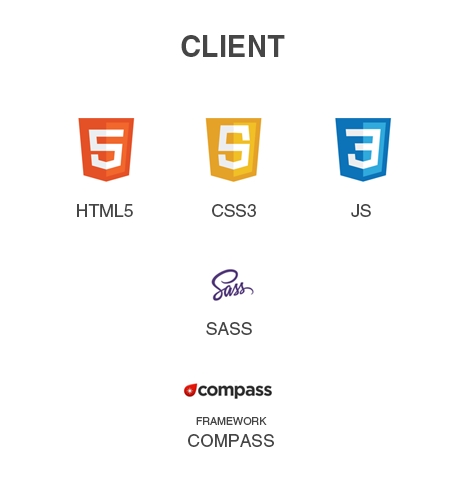 CLIENT
5 5 3
HTML5 CSS3 JS
Sass
SASS
compass
FRAMEWORK
COMPASS